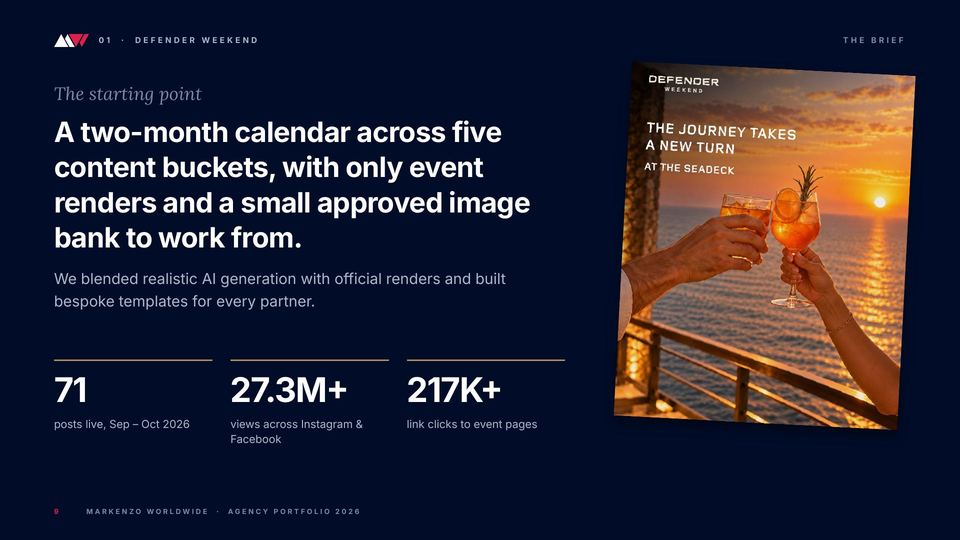 01 · DEFENDER WEEKEND
THE BRIEF
The starting point
A two-month calendar across five
content buckets, with only event
renders and a small approved image
bank to work from.
We blended realistic AI generation with official renders and built
bespoke templates for every partner.
71
posts live, Sep – Oct 2026
27.3M+
views across Instagram &
Facebook
217K+
link clicks to event pages
DEFENDER
WEEKEND
THE JOURNEY TAKES
A NEW TURN
AT THE SEADECK
9 MARKENZO WORLDWIDE · AGENCY PORTFOLIO 2026